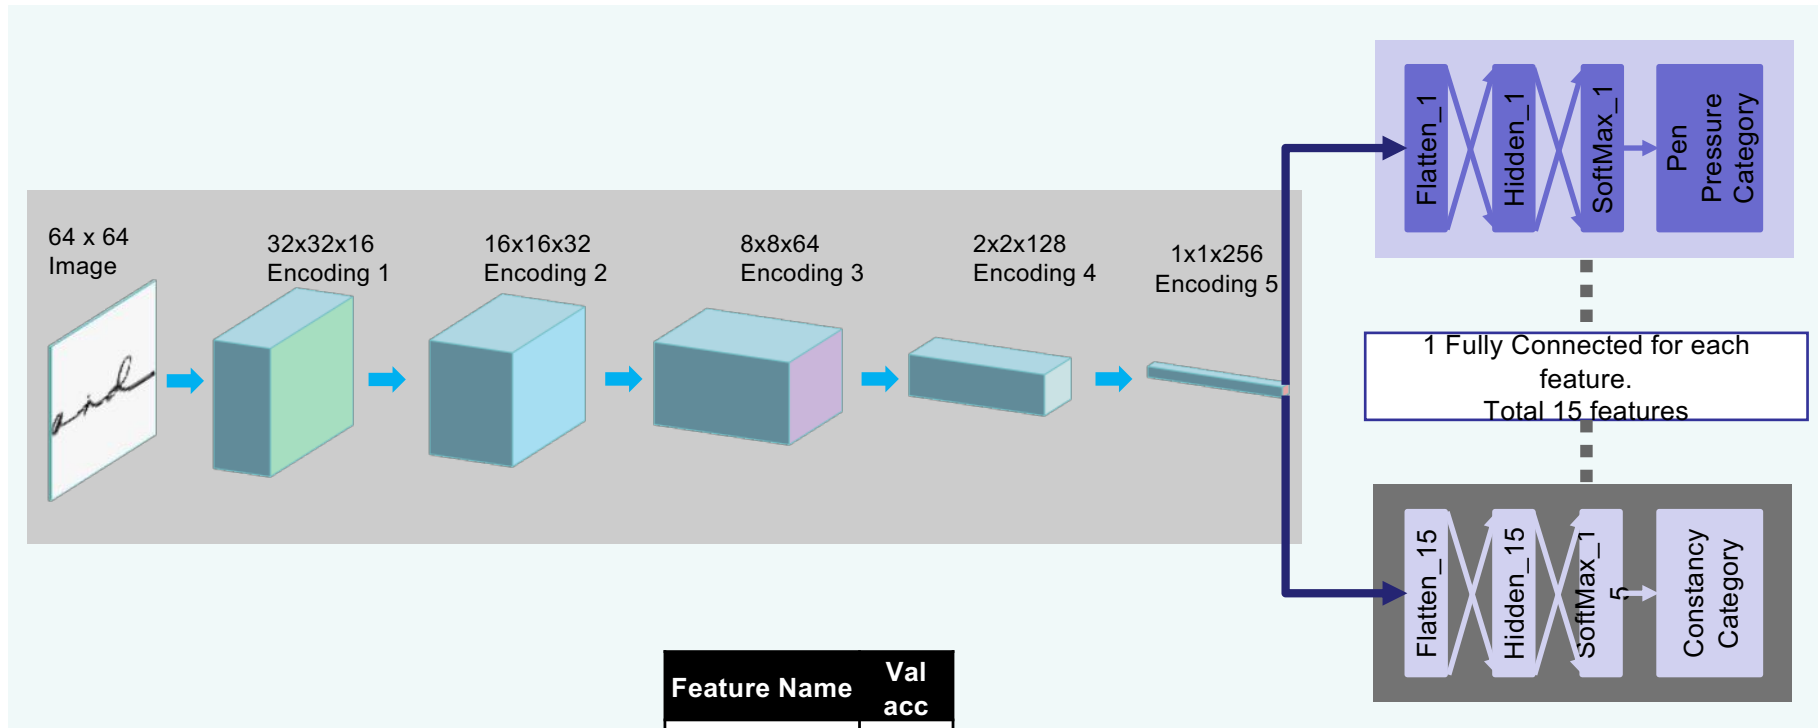 64 x 64
Image
32x32x16
Encoding 1
16x16x32
Encoding 2
8x8x64
Encoding 3
2x2x128
Encoding 4
1x1x256
Encoding 5
Flatten_1
Hidden_1
SoftMax_1
Pen
Pressure
Category
1 Fully Connected for each
feature.
Total 15 features
Flatten_15
Hidden_15
SoftMax_1
5
Constancy
Category
Feature Name
Val
acc